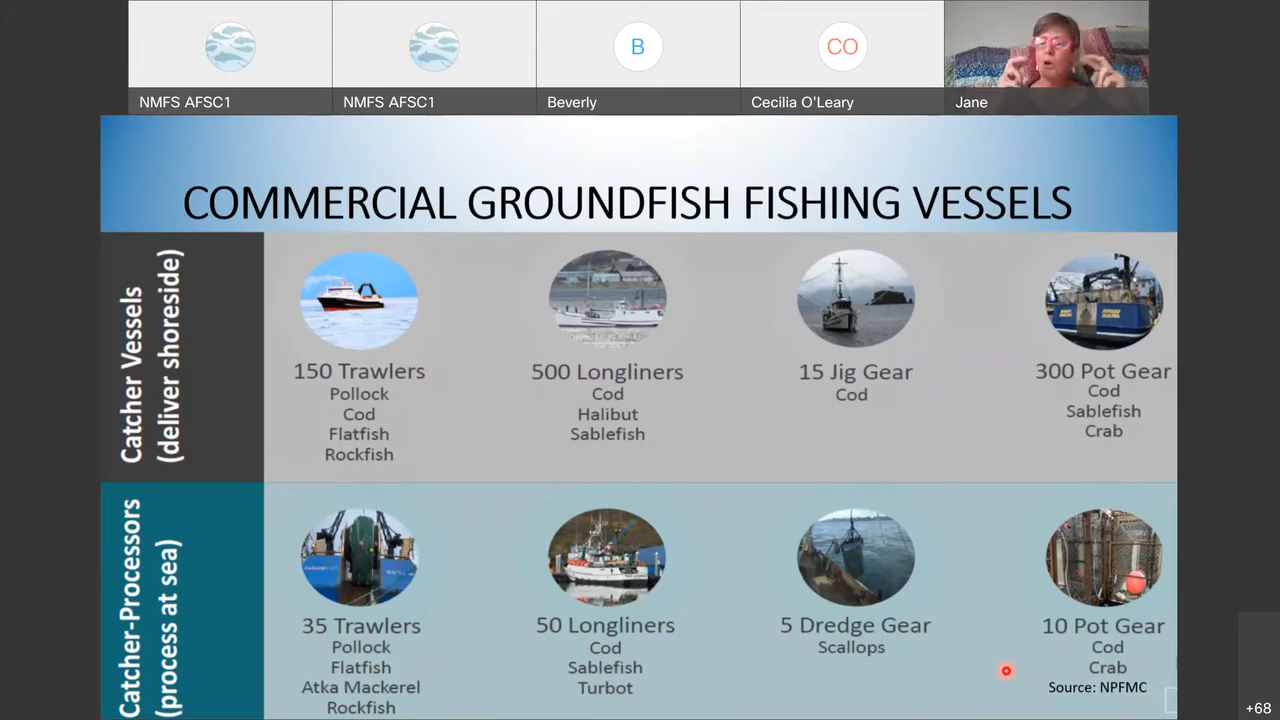 NMFS AFSC1
NMFS AFSC1
B
Beverly
CO
Cecilia O'Leary
Jane
COMMERCIAL GROUNDFISH FISHING VESSELS
Catcher Vessels
(deliver shoreside)
150 Trawlers
Pollock
Cod
Flatfish
Rockfish
500 Longliners
Cod
Halibut
Sablefish
15 Jig Gear
Cod
300 Pot Gear
Cod
Sablefish
Crab
Catcher-Processors
(process at sea)
35 Trawlers
Pollock
Flatfish
Atka Mackerel
Rockfish
50 Longliners
Cod
Sablefish
Turbot
5 Dredge Gear
Scallops
10 Pot Gear
Cod
Crab
Source: NPFMC
+68